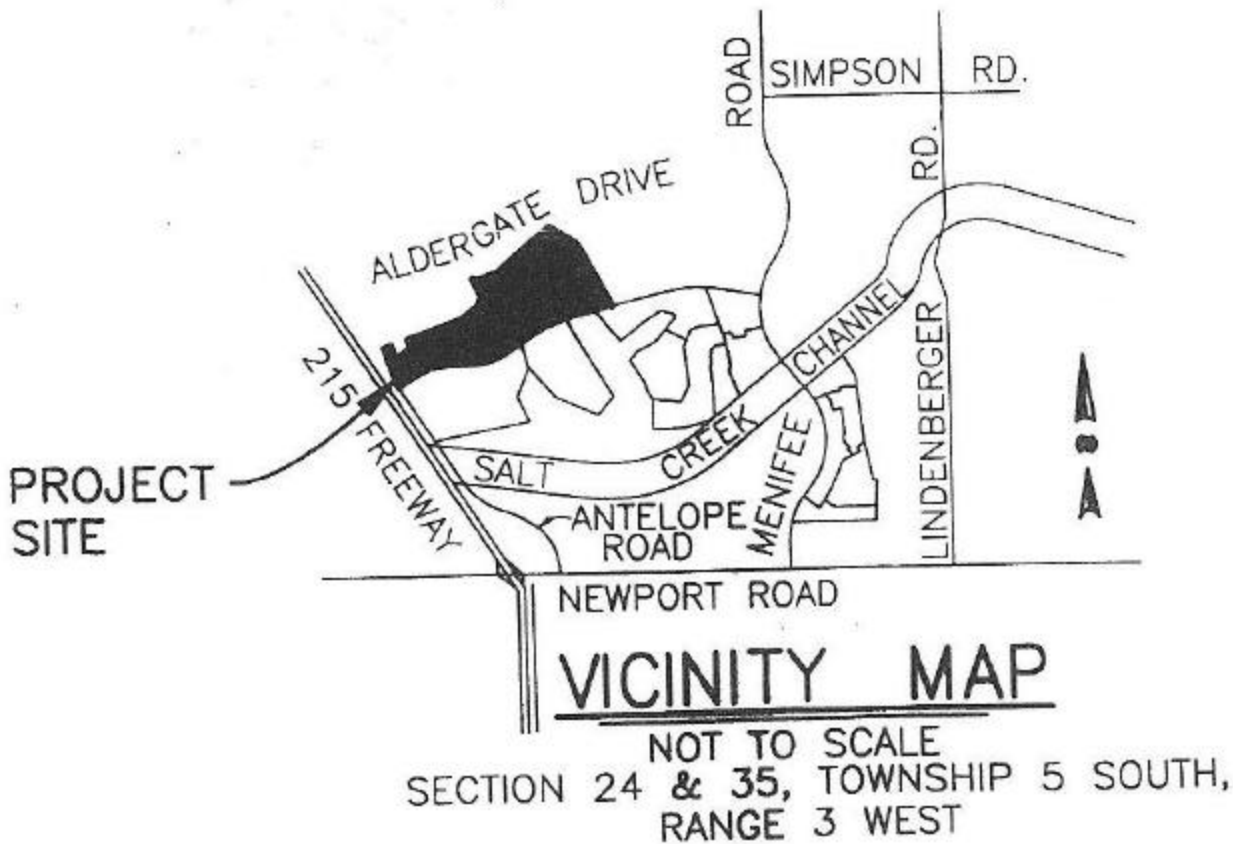 ROAD
SIMPSON RD.
RD.
ALDERGATE DRIVE
215 FREEWAY
PROJECT
SITE
SALT CREEK CHANNEL
ANTELOPE
ROAD
MENIFEE
LINDENBERGER
NEWPORT ROAD
VICINITY MAP
NOT TO SCALE
SECTION 24 & 35, TOWNSHIP 5 SOUTH,
RANGE 3 WEST